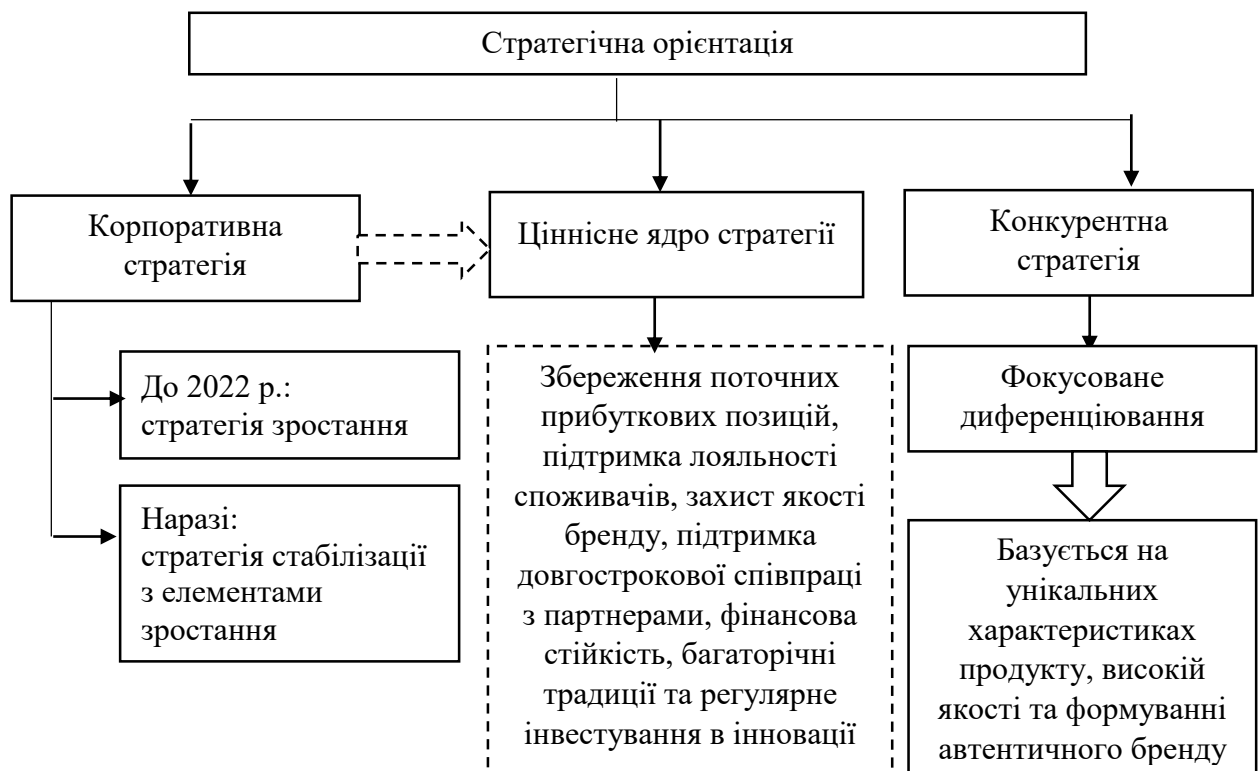 Стратегічна орієнтація
Корпоративна
стратегія
Ціннісне ядро стратегії
Конкурентна
стратегія
До 2022 р.:
стратегія зростання
Наразі:
стратегія стабілізації
з елементами
зростання
Збереження поточних
прибуткових позицій,
підтримка лояльності
споживачів, захист якості
бренду, підтримка
довгострокової співпраці
з партнерами, фінансова
стійкість, багаторічні
традиції та регулярне
інвестування в інновації
Фокусоване
диференціювання
Базується на
унікальних
характеристиках
продукту, високій
якості та формуванні
автентичного бренду